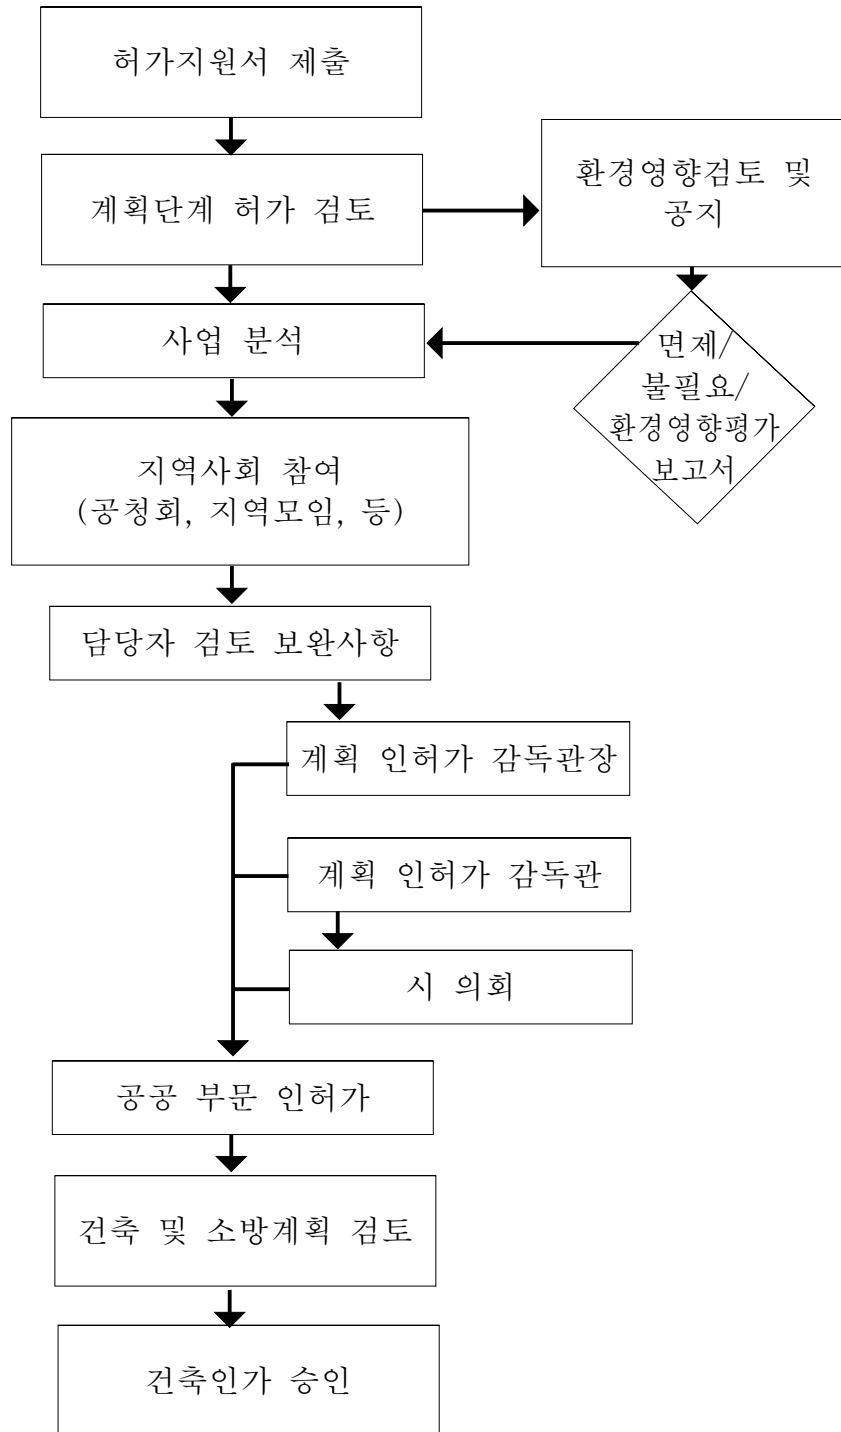 허가지원서 제출
계획단계 허가 검토
환경영향검토 및
공지
사업 분석
면제/
불필요/
환경영향평가
보고서
지역사회 참여
(공청회, 지역모임, 등)
담당자 검토 보완사항
계획 인허가 감독관장
계획 인허가 감독관
시 의회
공공 부문 인허가
건축 및 소방계획 검토
건축인가 승인